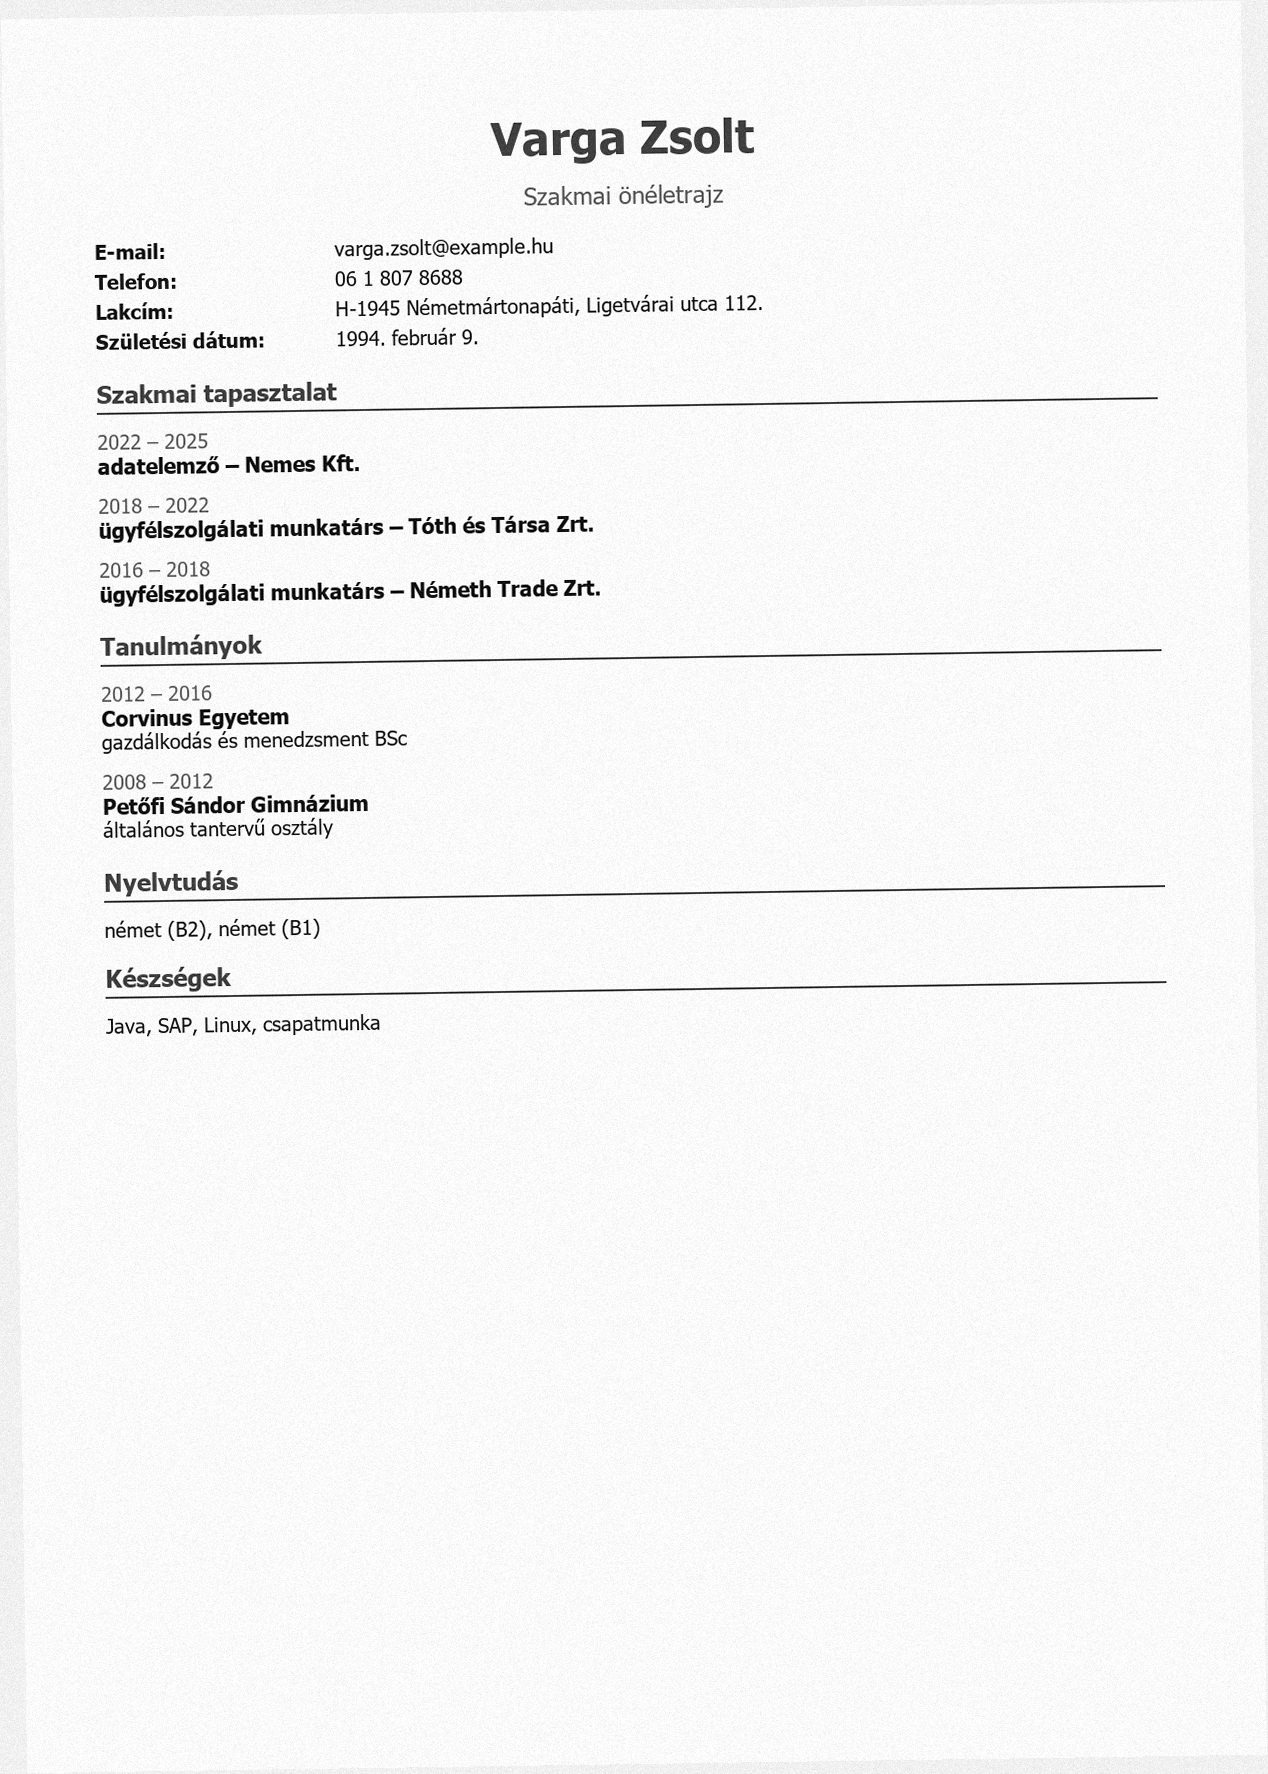 Varga Zsolt
Szakmai önéletrajz
E-mail: varga.zsolt@example.hu
Telefon: 06 1 807 8688
Lakcím: H-1945 Németmártonapáti, Ligetvárai utca 112.
Születési dátum: 1994. február 9.
Szakmai tapasztalat
2022 – 2025
adatelemző – Nemes Kft.
2018 – 2022
ügyfélszolgálati munkatárs – Tóth és Társa Zrt.
2016 – 2018
ügyfélszolgálati munkatárs – Németh Trade Zrt.
Tanulmányok
2012 – 2016
Corvinus Egyetem
gazdálkodás és menedzsment BSc
2008 – 2012
Petőfi Sándor Gimnázium
általános tantervű osztály
Nyelvtudás
német (B2), német (B1)
Készségek
Java, SAP, Linux, csapatmunka